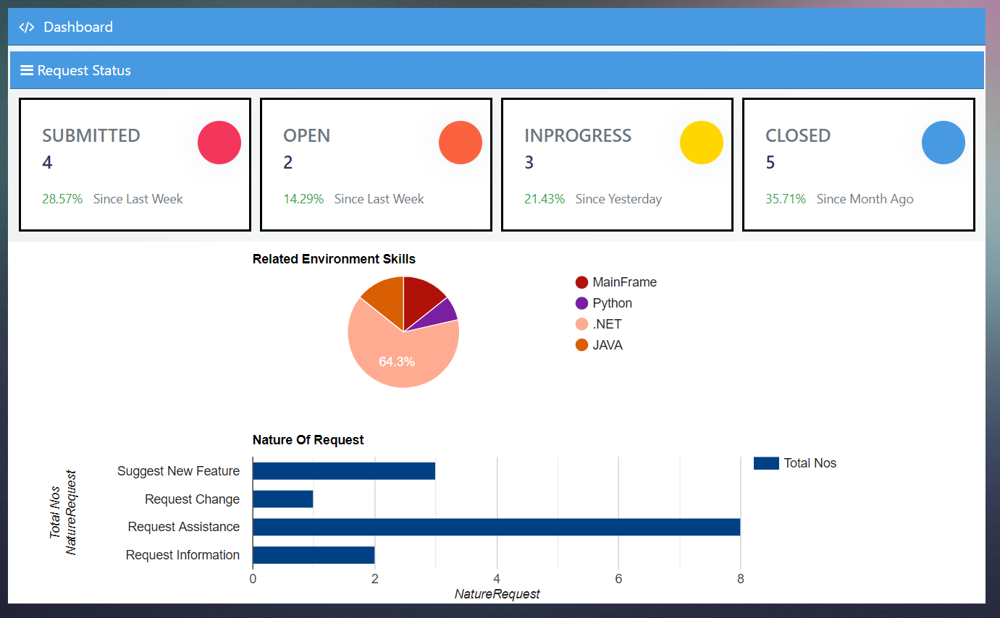 </> Dashboard
Request Status
SUBMITTED
4
28.57% Since Last Week
OPEN
2
14.29% Since Last Week
INPROGRESS
3
21.43% Since Yesterday
CLOSED
5
35.71% Since Month Ago
Related Environment Skills
64.3%
MainFrame
Python
.NET
JAVA
Nature Of Request
Total Nos
NatureRequest
Suggest New Feature
Request Change
Request Assistance
Request Information
0 2 4 6 8
NatureRequest
Total Nos